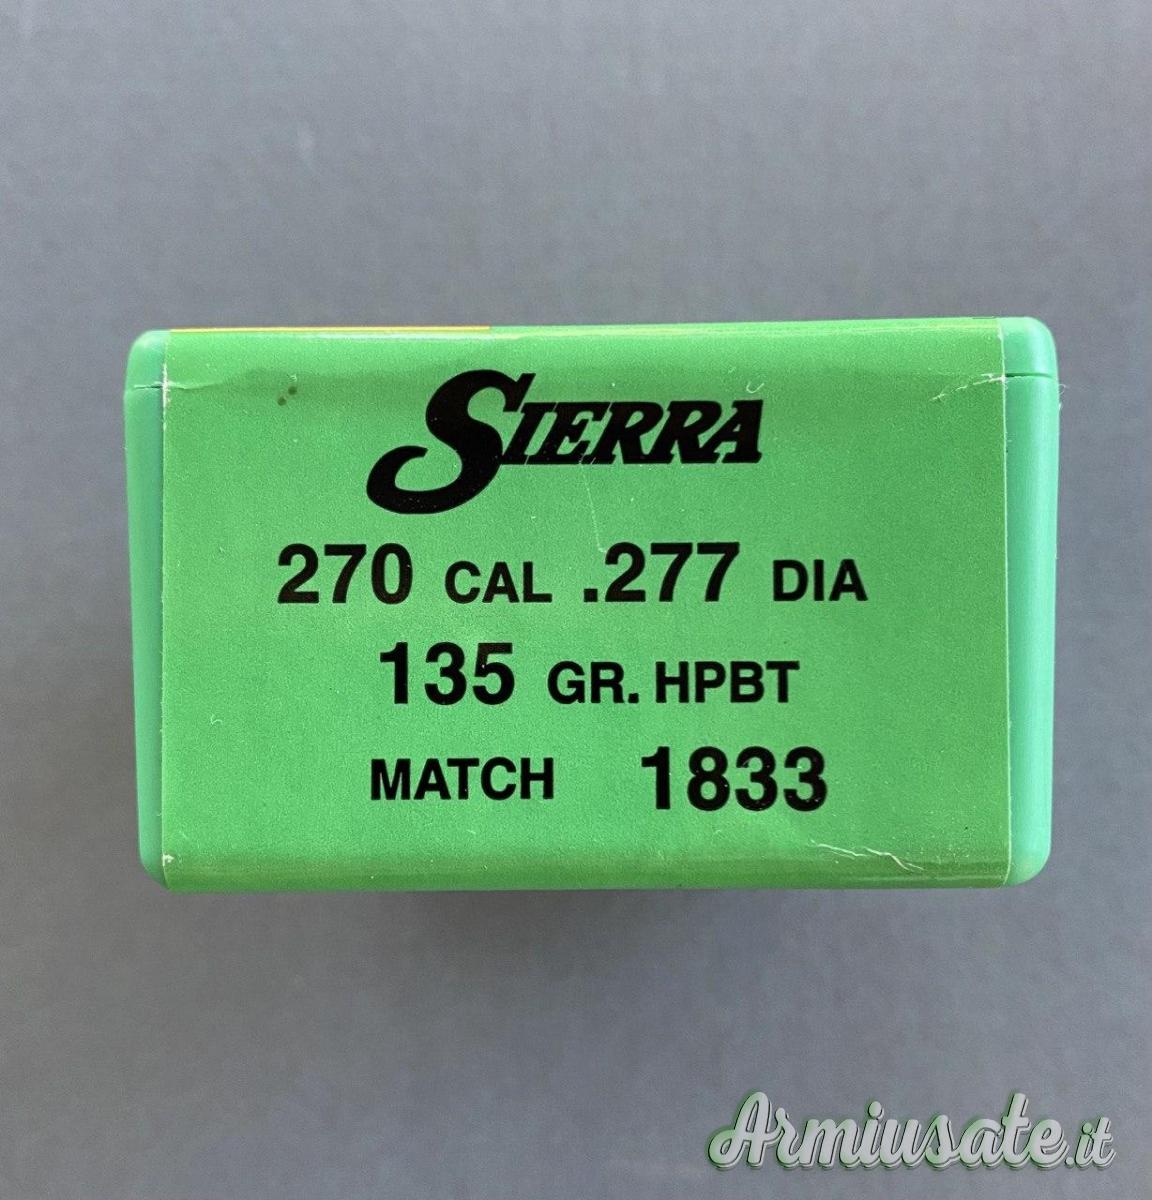 SIERRA
270 CAL .277 DIA
135 GR. HPBT
MATCH 1833
Armiusate.it